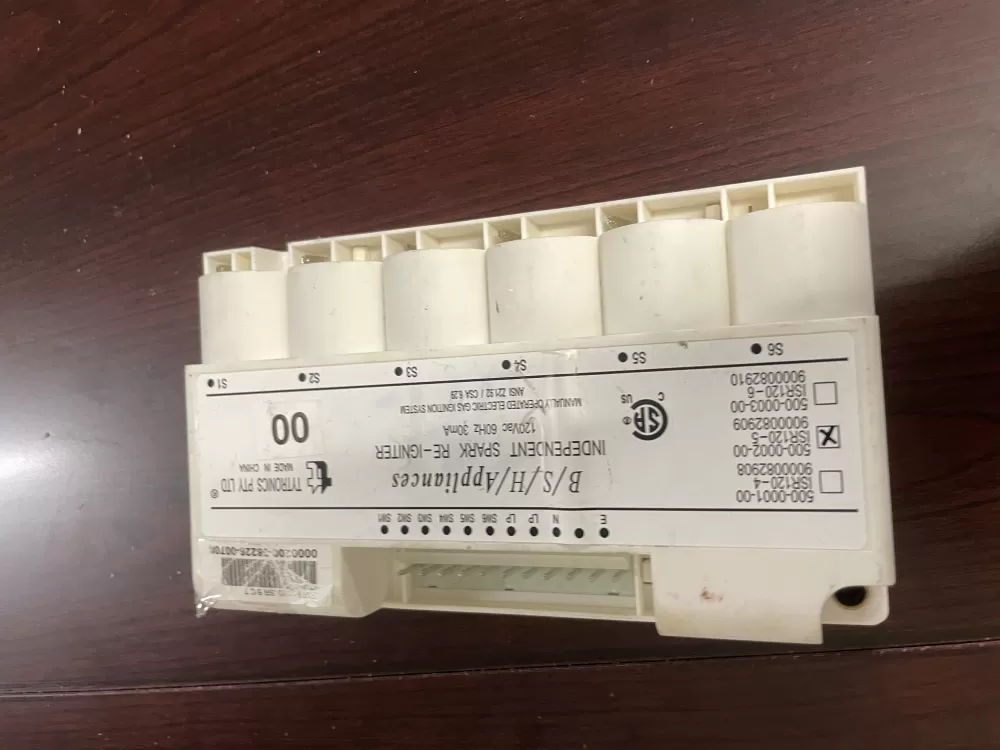 E N LP LP SW6 SW5 SW4 SW3 SW2 SW1
500-0001-00
ISR120-4
9000082908
500-0002-00
ISR120-5
9000082909
500-0003-00
ISR120-6
9000082910
B/S/H/Appliances
INDEPENDENT SPARK RE-IGNITER
120Vac 60Hz 30mA
MANUALLY OPERATED ELECTRIC GAS IGNITION SYSTEM
ANSI Z21.92 / CSA 6.29
C US ®
TYTRONICS PTY LTD ®
MADE IN CHINA
00
S6 S5 S4 S3 S2 S1